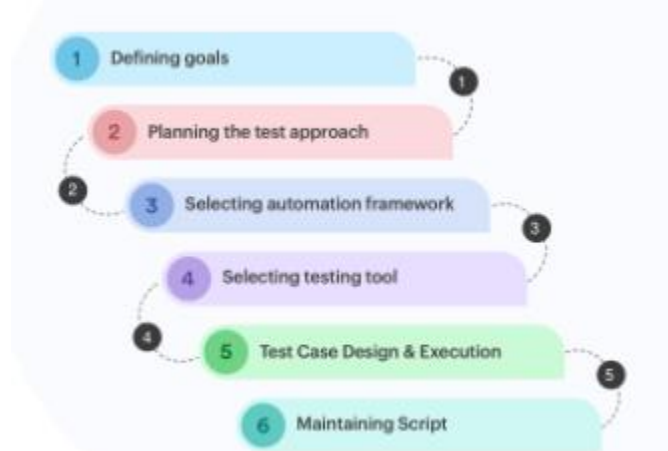 1 Defining goals
1
2 Planning the test approach
2
3 Selecting automation framework
3
4 Selecting testing tool
4
5 Test Case Design & Execution
5
6 Maintaining Script